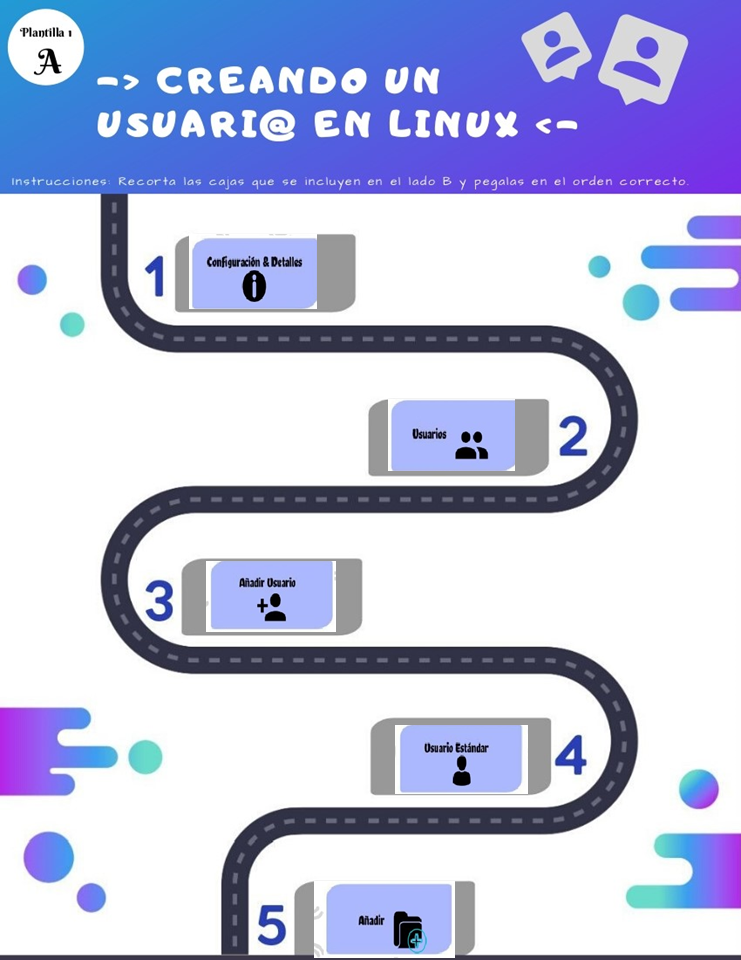 Plantilla 1
A
-> CREANDO UN
USUARI@ EN LINUX <-
Instrucciones: Recorta las cajas que se incluyen en el lado B y pegalas en el orden correcto.
1
Configuración & Detalles
Usuarios
2
3
Añadir Usuario
Usuario Estándar
4
5
Añadir